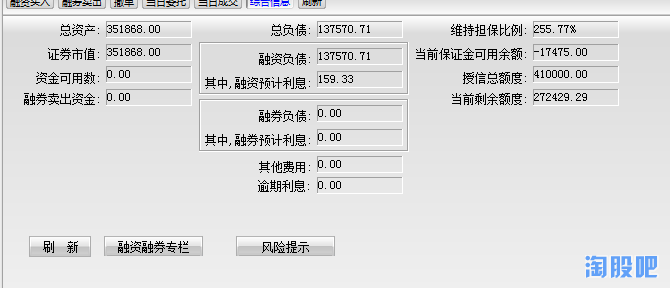 融资买入 融券卖出 撤单 当日委托 当日成交 综合信息 刷新
总资产: 351868.00 总负债: 137570.71 维持担保比例: 255.77%
证券市值: 351868.00 融资负债: 137570.71 当前保证金可用余额: -17475.00
资金可用数: 0.00 其中,融资预计利息: 159.33 授信总额度: 410000.00
融券卖出资金: 0.00 融券负债: 0.00 当前剩余额度: 272429.29
其中,融券预计利息: 0.00
其他费用: 0.00
逾期利息: 0.00
刷 新 融资融券专栏 风险提示
淘股吧